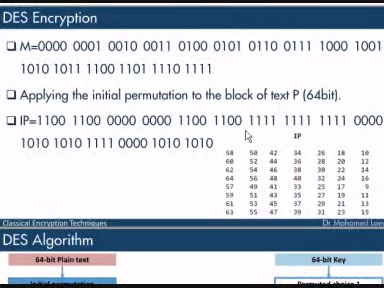 DES Encryption
❑ M=0000 0001 0010 0011 0100 0101 0110 0111 1000 1001
1010 1011 1100 1101 1110 1111
❑ Applying the initial permutation to the block of text P (64bit).
❑ IP=1100 1100 0000 0000 1100 1100 1111 1111 1111 0000
1010 1010 1111 0000 1010 1010
IP
58 50 42 34 26 18 10
60 52 44 36 28 20 12
62 54 46 38 30 22 14
64 56 48 40 32 24 16
57 49 41 33 25 17 9
59 51 43 35 27 19 11
61 53 45 37 29 21 13
63 55 47 39 31 23 15
Classical Encryption Techniques
Dr.Mohamed
DES Algorithm
64-bit Plain text
64-bit Key
Initial permutation
Permuted choice 1